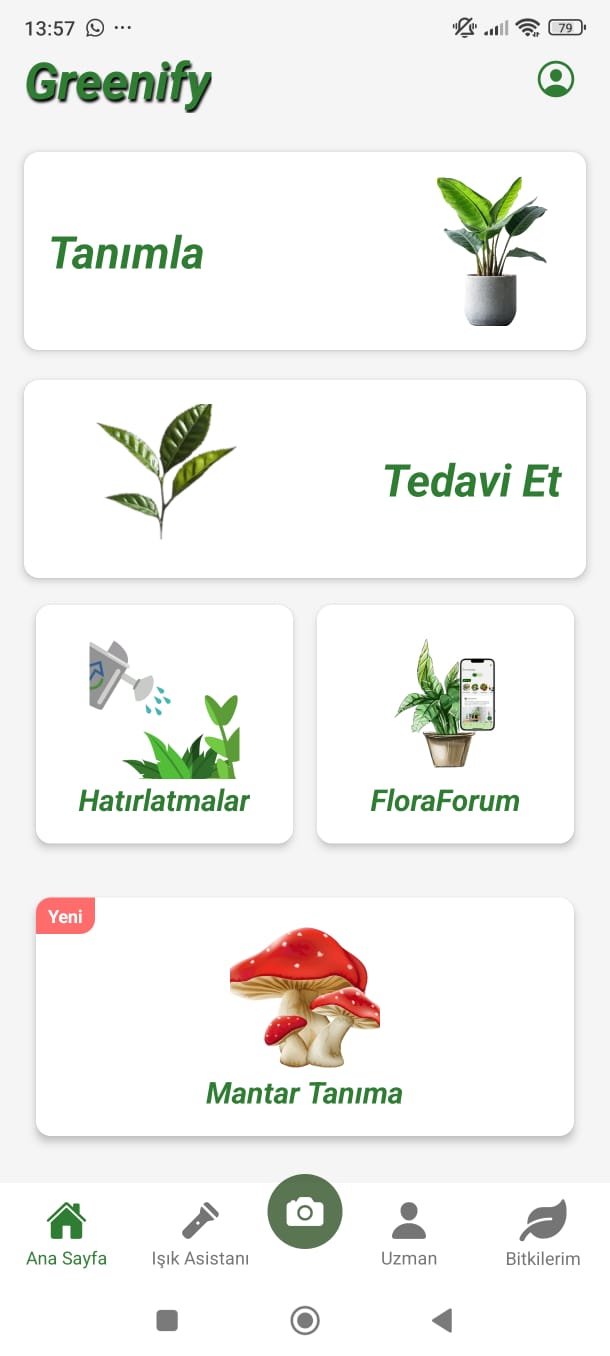 13:57 ...
79
Greenify
Tanımla
Tedavi Et
Hatırlatmalar
FloraForum
Yeni
Mantar Tanıma
Ana Sayfa
Işık Asistanı
Uzman
Bitkilerim